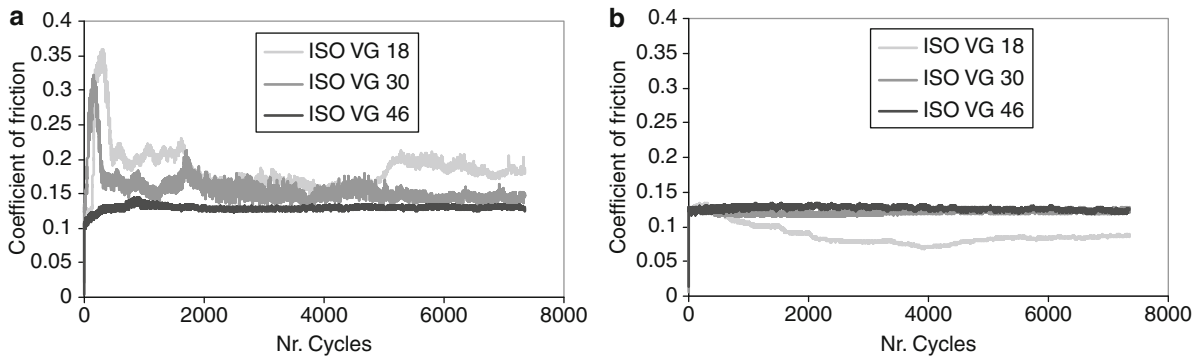 a
0.4
0.35
0.3
0.25
0.2
0.15
0.1
0.05
0
Coefficient of friction
ISO VG 18
ISO VG 30
ISO VG 46
0
2000
4000
6000
8000
Nr. Cycles
b
0.4
0.35
0.3
0.25
0.2
0.15
0.1
0.05
0
Coefficient of friction
ISO VG 18
ISO VG 30
ISO VG 46
0
2000
4000
6000
8000
Nr. Cycles